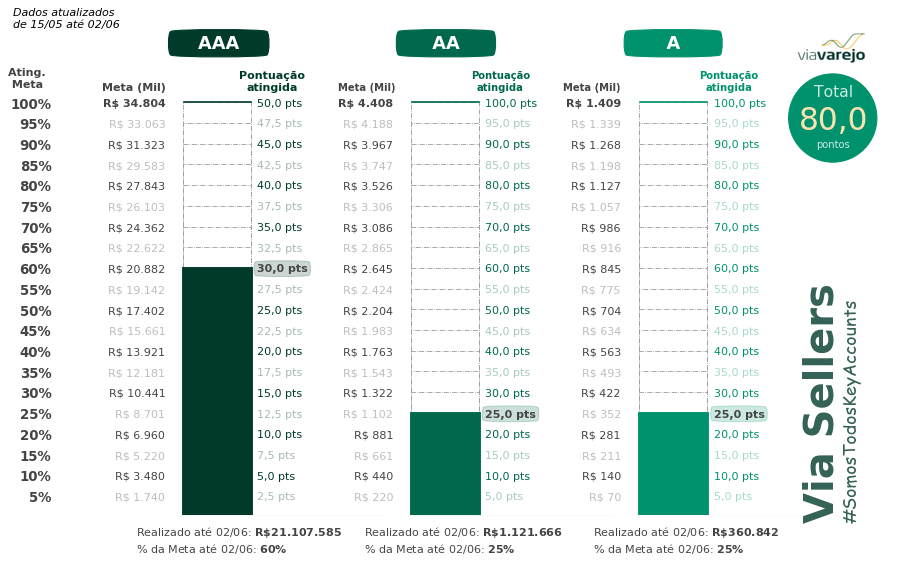 Dados atualizados
de 15/05 até 02/06
AAA
AA
A
viavarejo
Ating.
Meta
Meta (Mil)
Pontuação
atingida
Meta (Mil)
Pontuação
atingida
Meta (Mil)
Pontuação
atingida
Total
80,0
pontos
100% R$ 34.804 50,0 pts R$ 4.408 100,0 pts R$ 1.409 100,0 pts
95% R$ 33.063 47,5 pts R$ 4.188 95,0 pts R$ 1.339 95,0 pts
90% R$ 31.323 45,0 pts R$ 3.967 90,0 pts R$ 1.268 90,0 pts
85% R$ 29.583 42,5 pts R$ 3.747 85,0 pts R$ 1.198 85,0 pts
80% R$ 27.843 40,0 pts R$ 3.526 80,0 pts R$ 1.127 80,0 pts
75% R$ 26.103 37,5 pts R$ 3.306 75,0 pts R$ 1.057 75,0 pts
70% R$ 24.362 35,0 pts R$ 3.086 70,0 pts R$ 986 70,0 pts
65% R$ 22.622 32,5 pts R$ 2.865 65,0 pts R$ 916 65,0 pts
60% R$ 20.882 30,0 pts R$ 2.645 60,0 pts R$ 845 60,0 pts
55% R$ 19.142 27,5 pts R$ 2.424 55,0 pts R$ 775 55,0 pts
50% R$ 17.402 25,0 pts R$ 2.204 50,0 pts R$ 704 50,0 pts
45% R$ 15.661 22,5 pts R$ 1.983 45,0 pts R$ 634 45,0 pts
40% R$ 13.921 20,0 pts R$ 1.763 40,0 pts R$ 563 40,0 pts
35% R$ 12.181 17,5 pts R$ 1.543 35,0 pts R$ 493 35,0 pts
30% R$ 10.441 15,0 pts R$ 1.322 30,0 pts R$ 422 30,0 pts
25% R$ 8.701 12,5 pts R$ 1.102 25,0 pts R$ 352 25,0 pts
20% R$ 6.960 10,0 pts R$ 881 20,0 pts R$ 281 20,0 pts
15% R$ 5.220 7,5 pts R$ 661 15,0 pts R$ 211 15,0 pts
10% R$ 3.480 5,0 pts R$ 440 10,0 pts R$ 140 10,0 pts
5% R$ 1.740 2,5 pts R$ 220 5,0 pts R$ 70 5,0 pts
Via Sellers
#SomosTodosKeyAccounts
Realizado até 02/06: R$21.107.585
% da Meta até 02/06: 60%
Realizado até 02/06: R$1.121.666
% da Meta até 02/06: 25%
Realizado até 02/06: R$360.842
% da Meta até 02/06: 25%